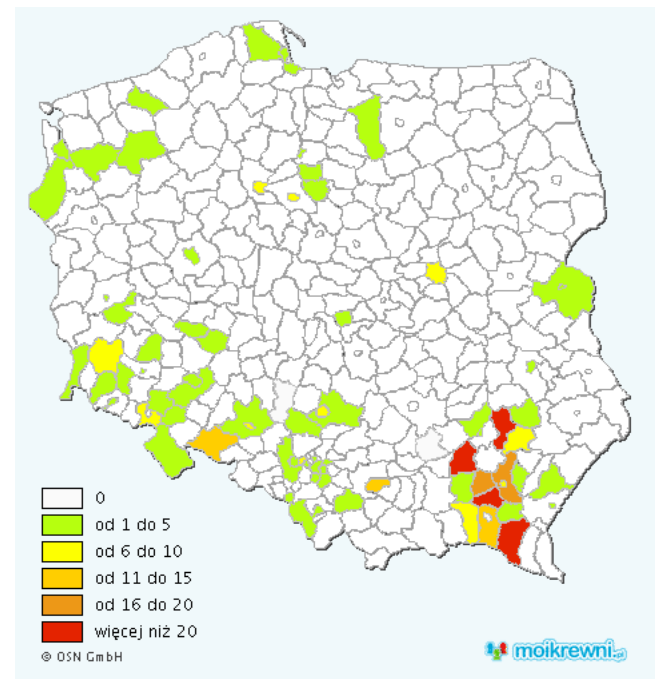 0
od 1 do 5
od 6 do 10
od 11 do 15
od 16 do 20
więcej niż 20
© OSN GmbH
moikrewni.pl